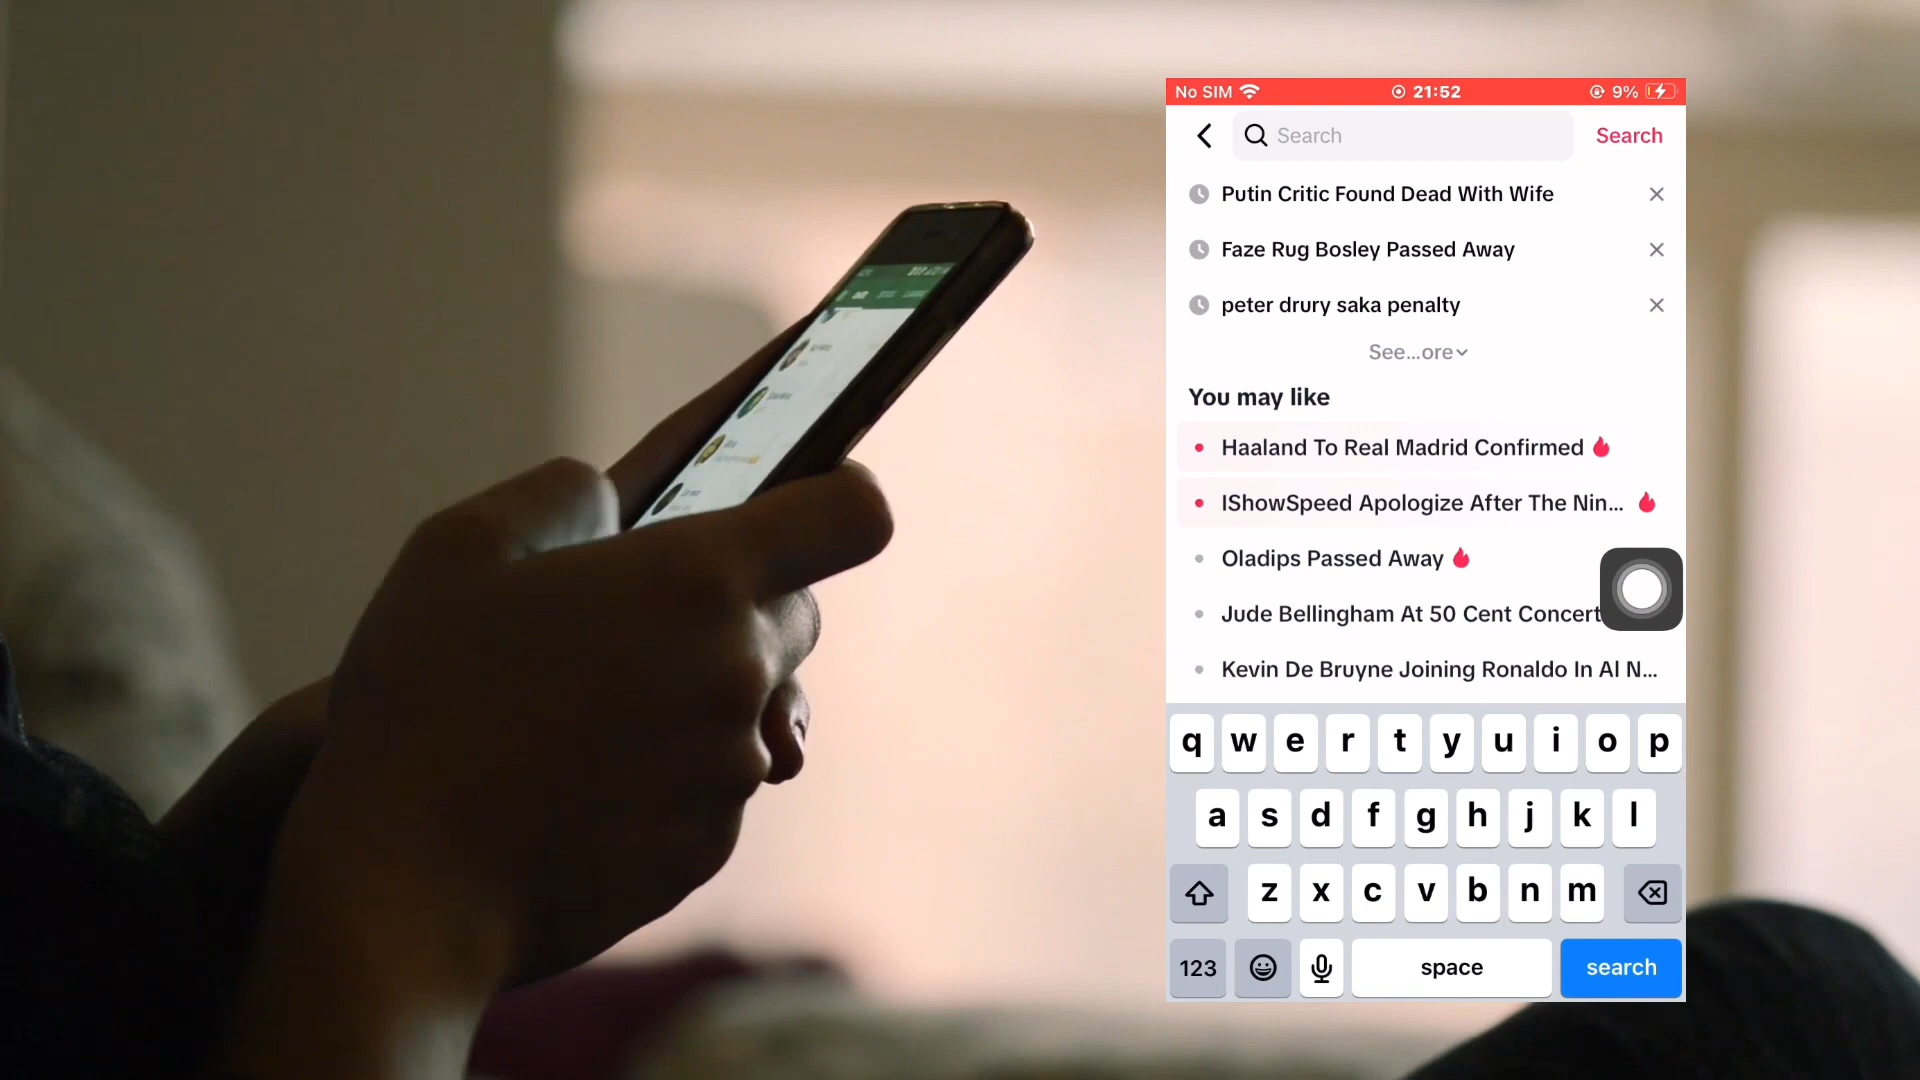 No SIM 21:52 9%
Search Search
Putin Critic Found Dead With Wife
Faze Rug Bosley Passed Away
peter drury saka penalty
See...ore
You may like
Haaland To Real Madrid Confirmed
IShowSpeed Apologize After The Nin...
Oladips Passed Away
Jude Bellingham At 50 Cent Concert
Kevin De Bruyne Joining Ronaldo In Al N...
q w e r t y u i o p
a s d f g h j k l
z x c v b n m
123 space search